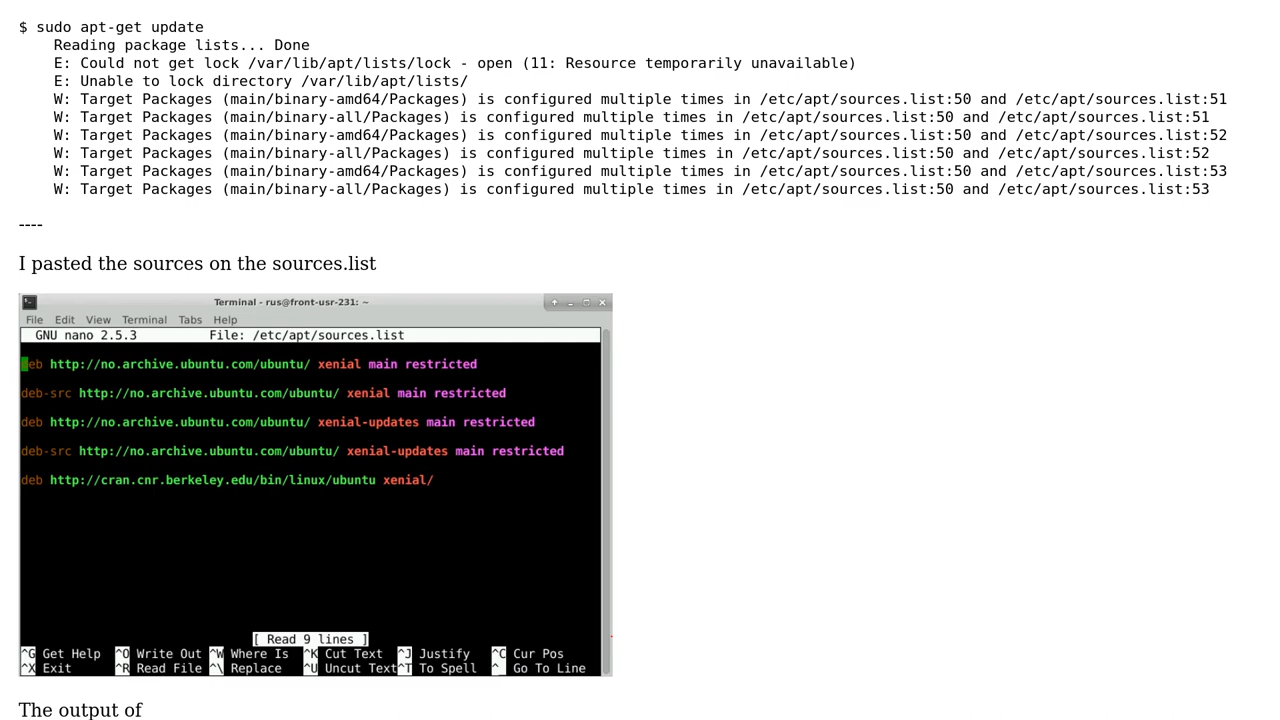 $ sudo apt-get update
Reading package lists... Done
E: Could not get lock /var/lib/apt/lists/lock - open (11: Resource temporarily unavailable)
E: Unable to lock directory /var/lib/apt/lists/
W: Target Packages (main/binary-amd64/Packages) is configured multiple times in /etc/apt/sources.list:50 and /etc/apt/sources.list:51
W: Target Packages (main/binary-all/Packages) is configured multiple times in /etc/apt/sources.list:50 and /etc/apt/sources.list:51
W: Target Packages (main/binary-amd64/Packages) is configured multiple times in /etc/apt/sources.list:50 and /etc/apt/sources.list:52
W: Target Packages (main/binary-all/Packages) is configured multiple times in /etc/apt/sources.list:50 and /etc/apt/sources.list:52
W: Target Packages (main/binary-amd64/Packages) is configured multiple times in /etc/apt/sources.list:50 and /etc/apt/sources.list:53
W: Target Packages (main/binary-all/Packages) is configured multiple times in /etc/apt/sources.list:50 and /etc/apt/sources.list:53
----
I pasted the sources on the sources.list
Terminal - rus@front-usr-231: ~
File Edit View Terminal Tabs Help
GNU nano 2.5.3 File: /etc/apt/sources.list
deb http://no.archive.ubuntu.com/ubuntu/ xenial main restricted
deb-src http://no.archive.ubuntu.com/ubuntu/ xenial main restricted
deb http://no.archive.ubuntu.com/ubuntu/ xenial-updates main restricted
deb-src http://no.archive.ubuntu.com/ubuntu/ xenial-updates main restricted
deb http://cran.cnr.berkeley.edu/bin/linux/ubuntu xenial/
[ Read 9 lines ]
^G Get Help ^O Write Out ^W Where Is ^K Cut Text ^J Justify ^C Cur Pos
^X Exit ^R Read File ^\ Replace ^U Uncut Text ^T To Spell ^_ Go To Line
The output of